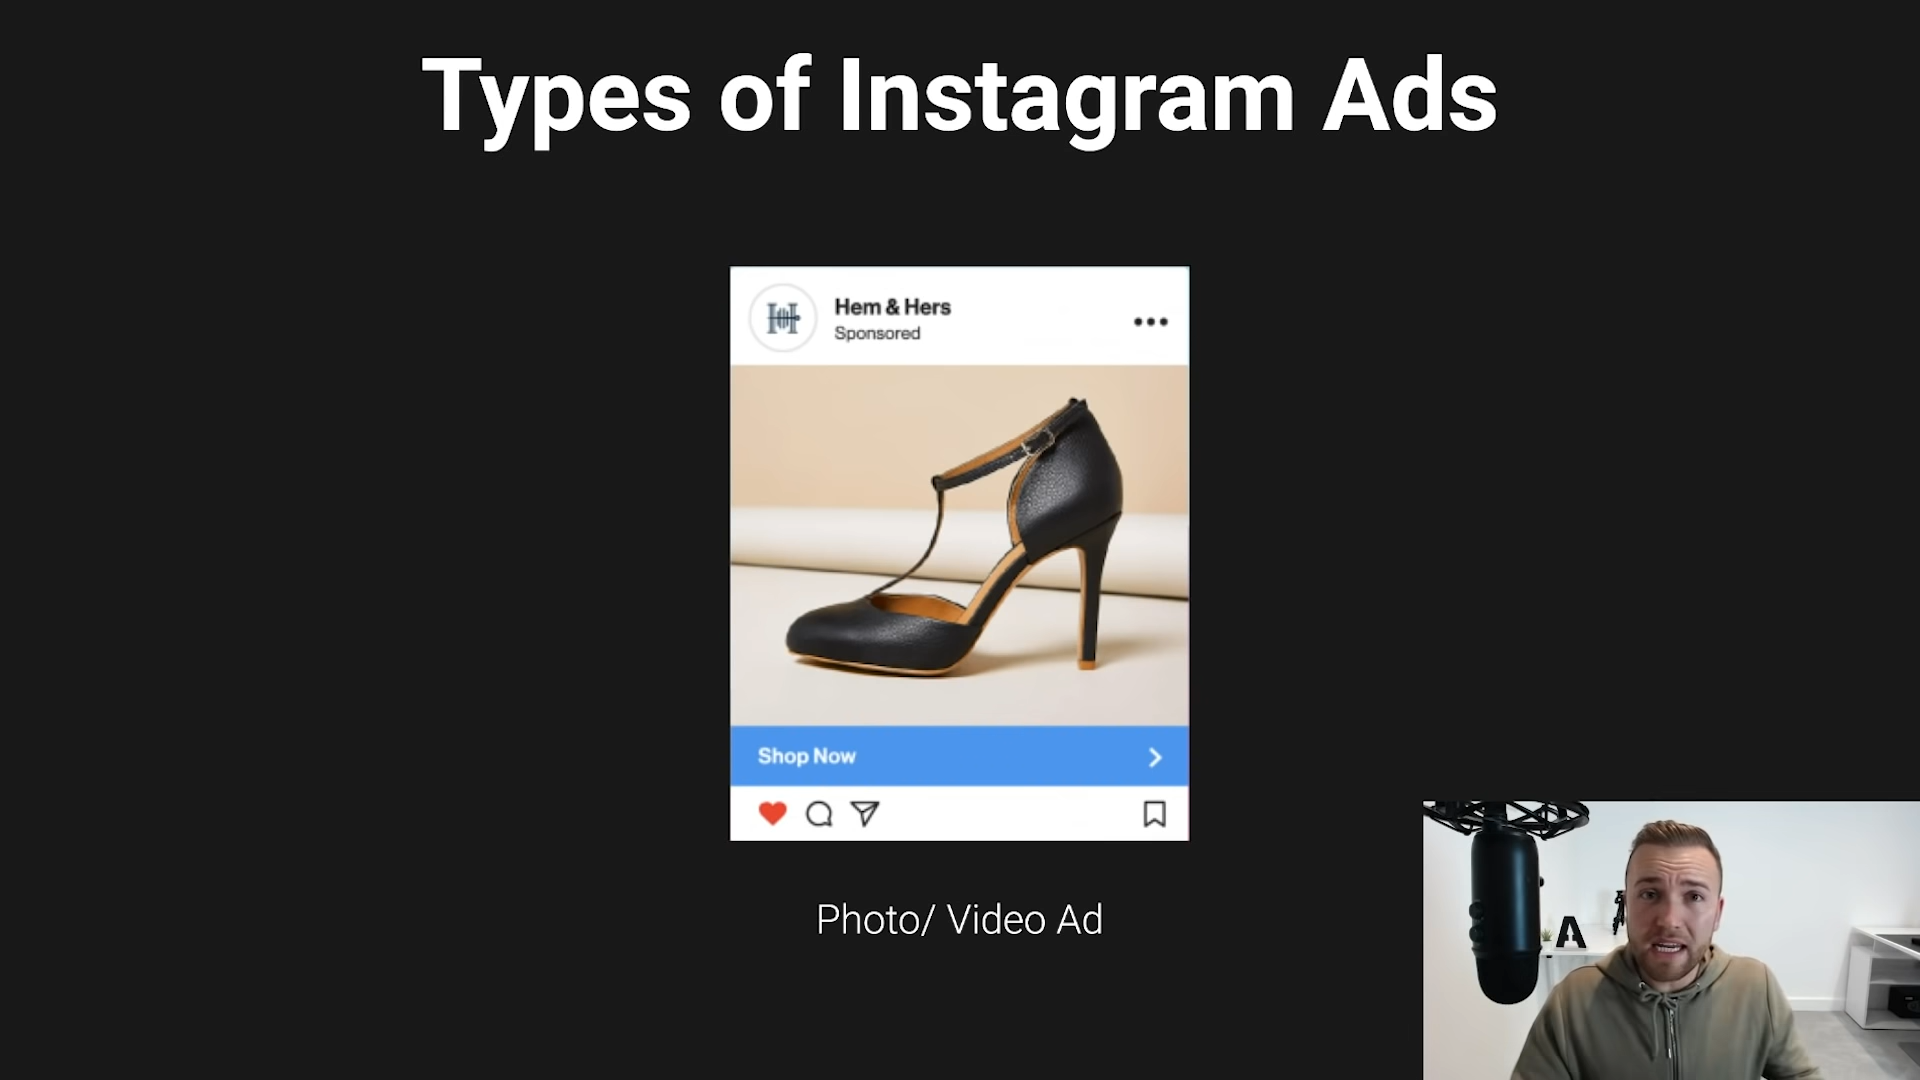 Types of Instagram Ads
Hem & Hers
Sponsored
Shop Now
Photo/ Video Ad
A